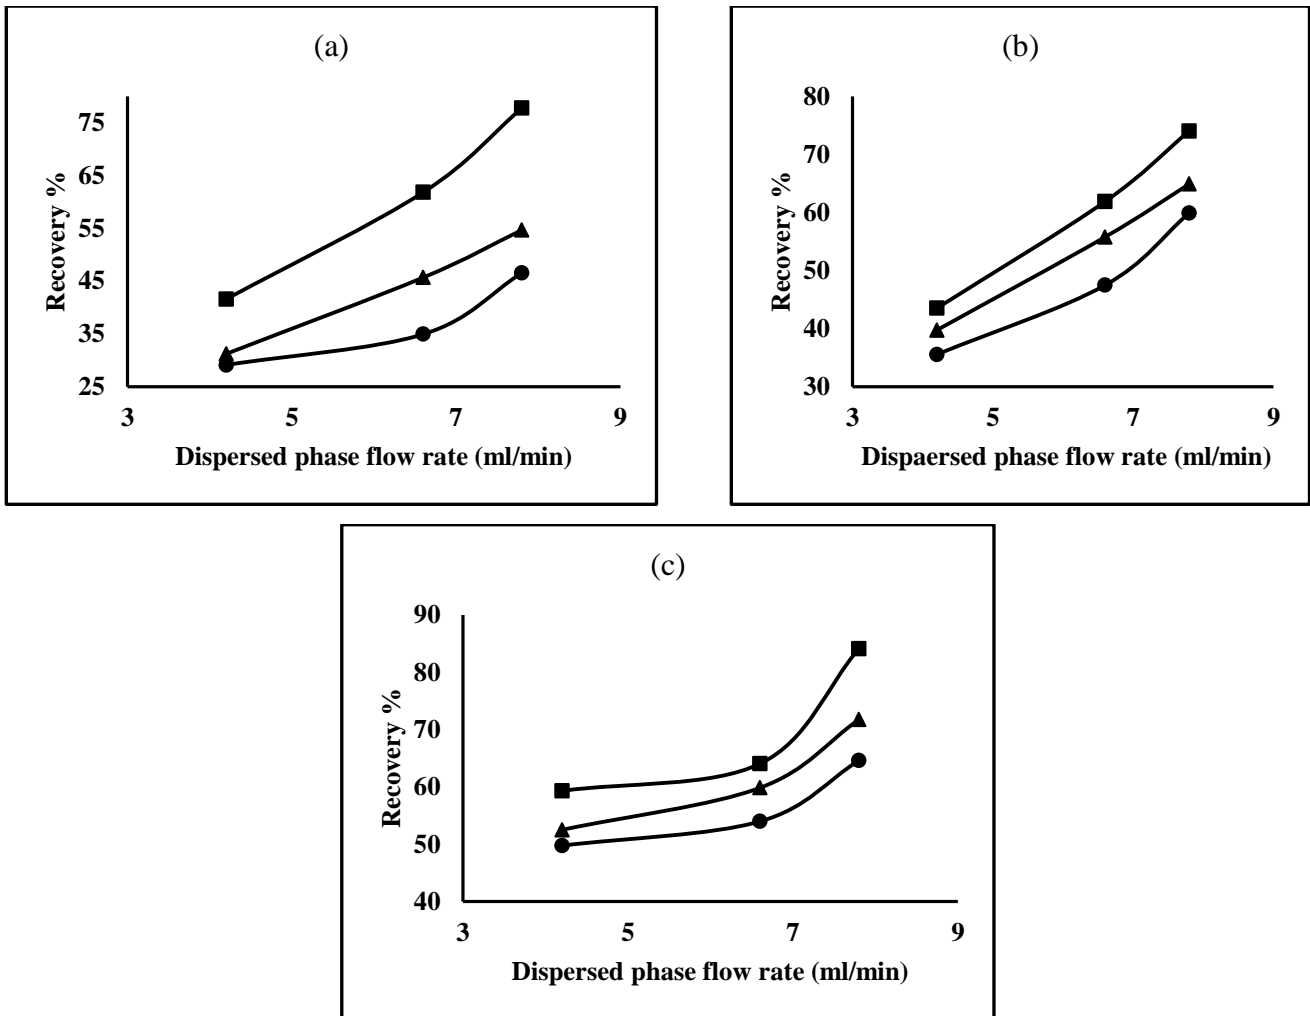 (a)
75
65
55
45
35
25
3 5 7 9
Recovery %
Dispersed phase flow rate (ml/min)
(b)
80
70
60
50
40
30
3 5 7 9
Recovery %
Dispaersed phase flow rate (ml/min)
(c)
90
80
70
60
50
40
3 5 7 9
Recovery %
Dispersed phase flow rate (ml/min)